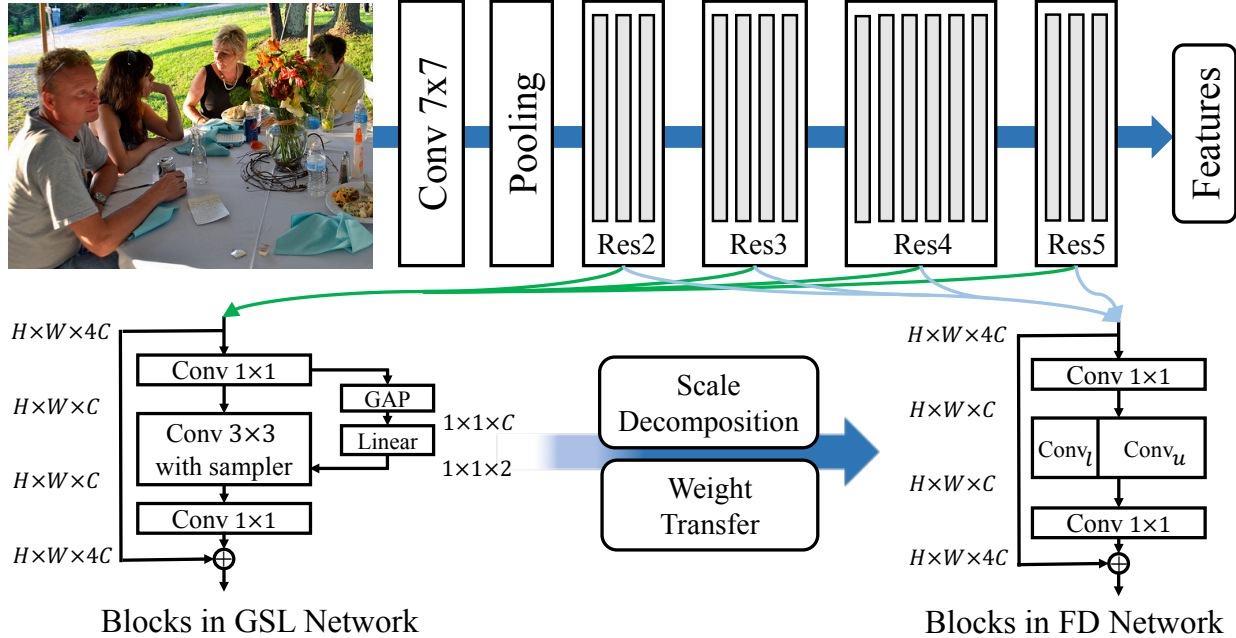 Conv 7x7
Pooling
Res2
Res3
Res4
Res5
Features
H×W×4C
Conv 1×1
GAP
H×W×C
Conv 3×3
with sampler
Linear
1×1×C
1×1×2
H×W×C
Conv 1×1
H×W×4C
Blocks in GSL Network
Scale
Decomposition
Weight
Transfer
H×W×4C
Conv 1×1
H×W×C
Conv_l
Conv_u
H×W×C
Conv 1×1
H×W×4C
Blocks in FD Network